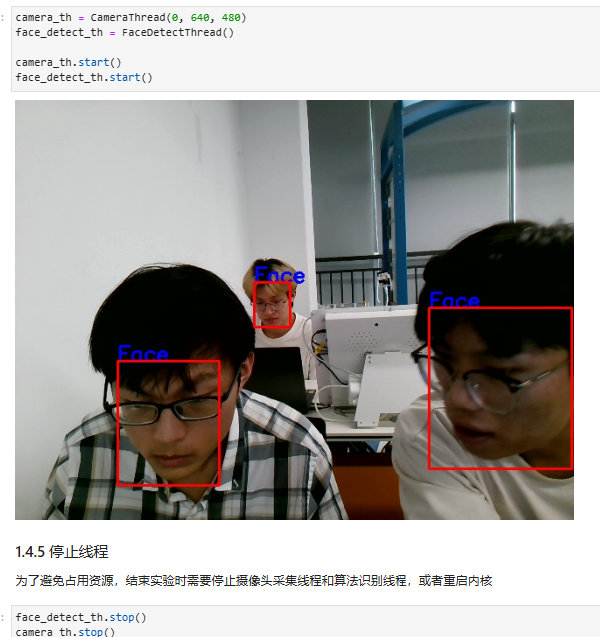 camera_th = CameraThread(0, 640, 480)
face_detect_th = FaceDetectThread()
camera_th.start()
face_detect_th.start()
Face
Face
Face
1.4.5 停止线程
为了避免占用资源，结束实验时需要停止摄像头采集线程和算法识别线程，或者重启内核
face_detect_th.stop()
camera_th.stop()